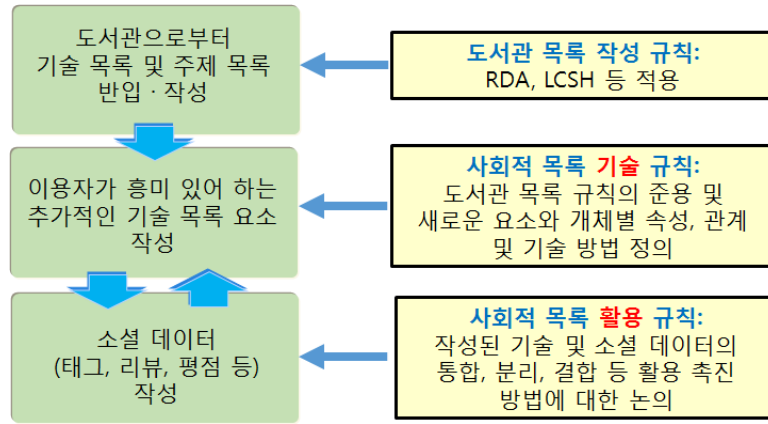 도서관으로부터
기술 목록 및 주제 목록
반입 · 작성
도서관 목록 작성 규칙:
RDA, LCSH 등 적용
이용자가 흥미 있어 하는
추가적인 기술 목록 요소
작성
사회적 목록 기술 규칙:
도서관 목록 규칙의 준용 및
새로운 요소와 개체별 속성, 관계
및 기술 방법 정의
소셜 데이터
(태그, 리뷰, 평점 등)
작성
사회적 목록 활용 규칙:
작성된 기술 및 소셜 데이터의
통합, 분리, 결합 등 활용 촉진
방법에 대한 논의